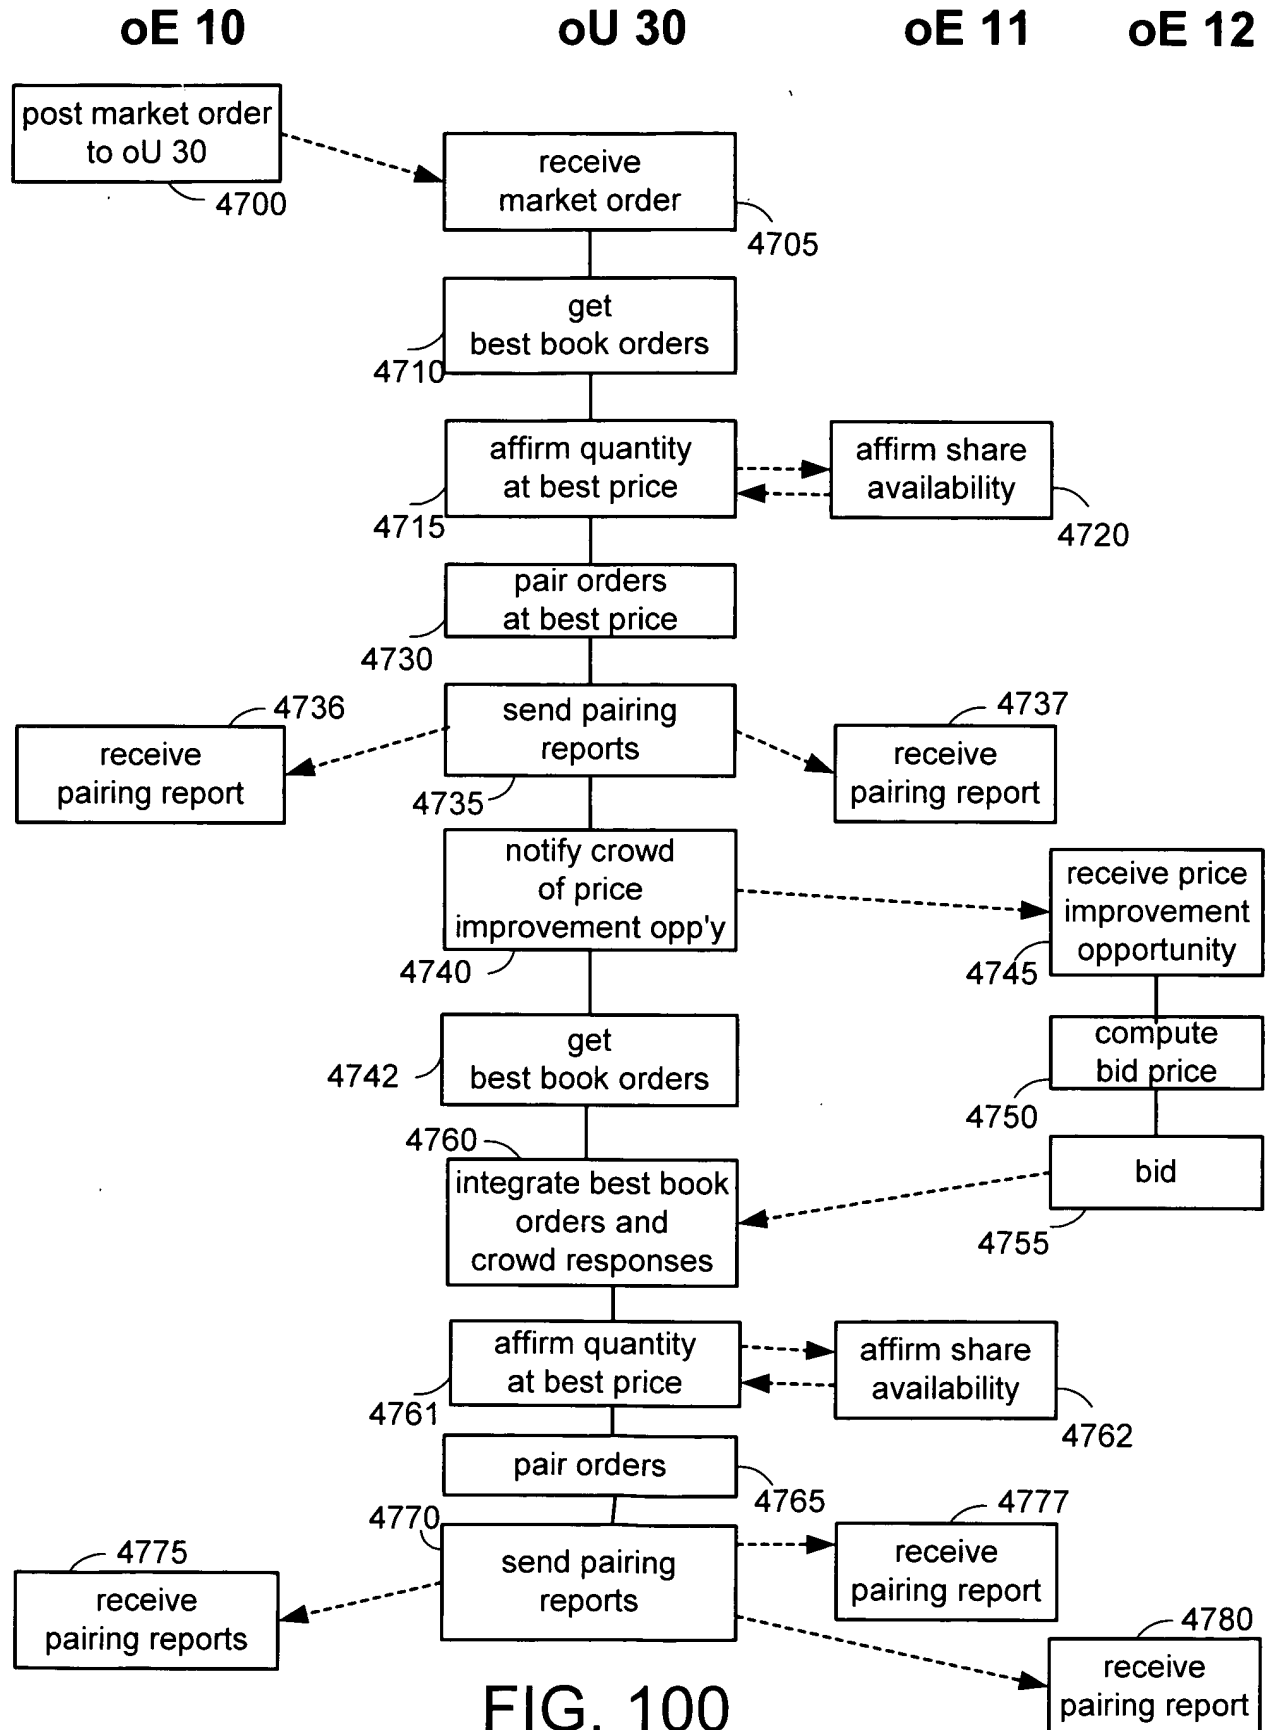 oE 10
oU 30
oE 11
oE 12
post market order
to oU 30
4700
receive
market order
4705
get
best book orders
4710
affirm quantity
at best price
4715
affirm share
availability
4720
pair orders
at best price
4730
send pairing
reports
4735
4736
receive
pairing report
4737
receive
pairing report
notify crowd
of price
improvement opp'y
4740
receive price
improvement
opportunity
4745
get
best book orders
4742
compute
bid price
4750
bid
4755
4760
integrate best book
orders and
crowd responses
affirm quantity
at best price
4761
affirm share
availability
4762
pair orders
4765
4770
send pairing
reports
4777
receive
pairing report
4775
receive
pairing reports
4780
receive
pairing report
FIG. 100